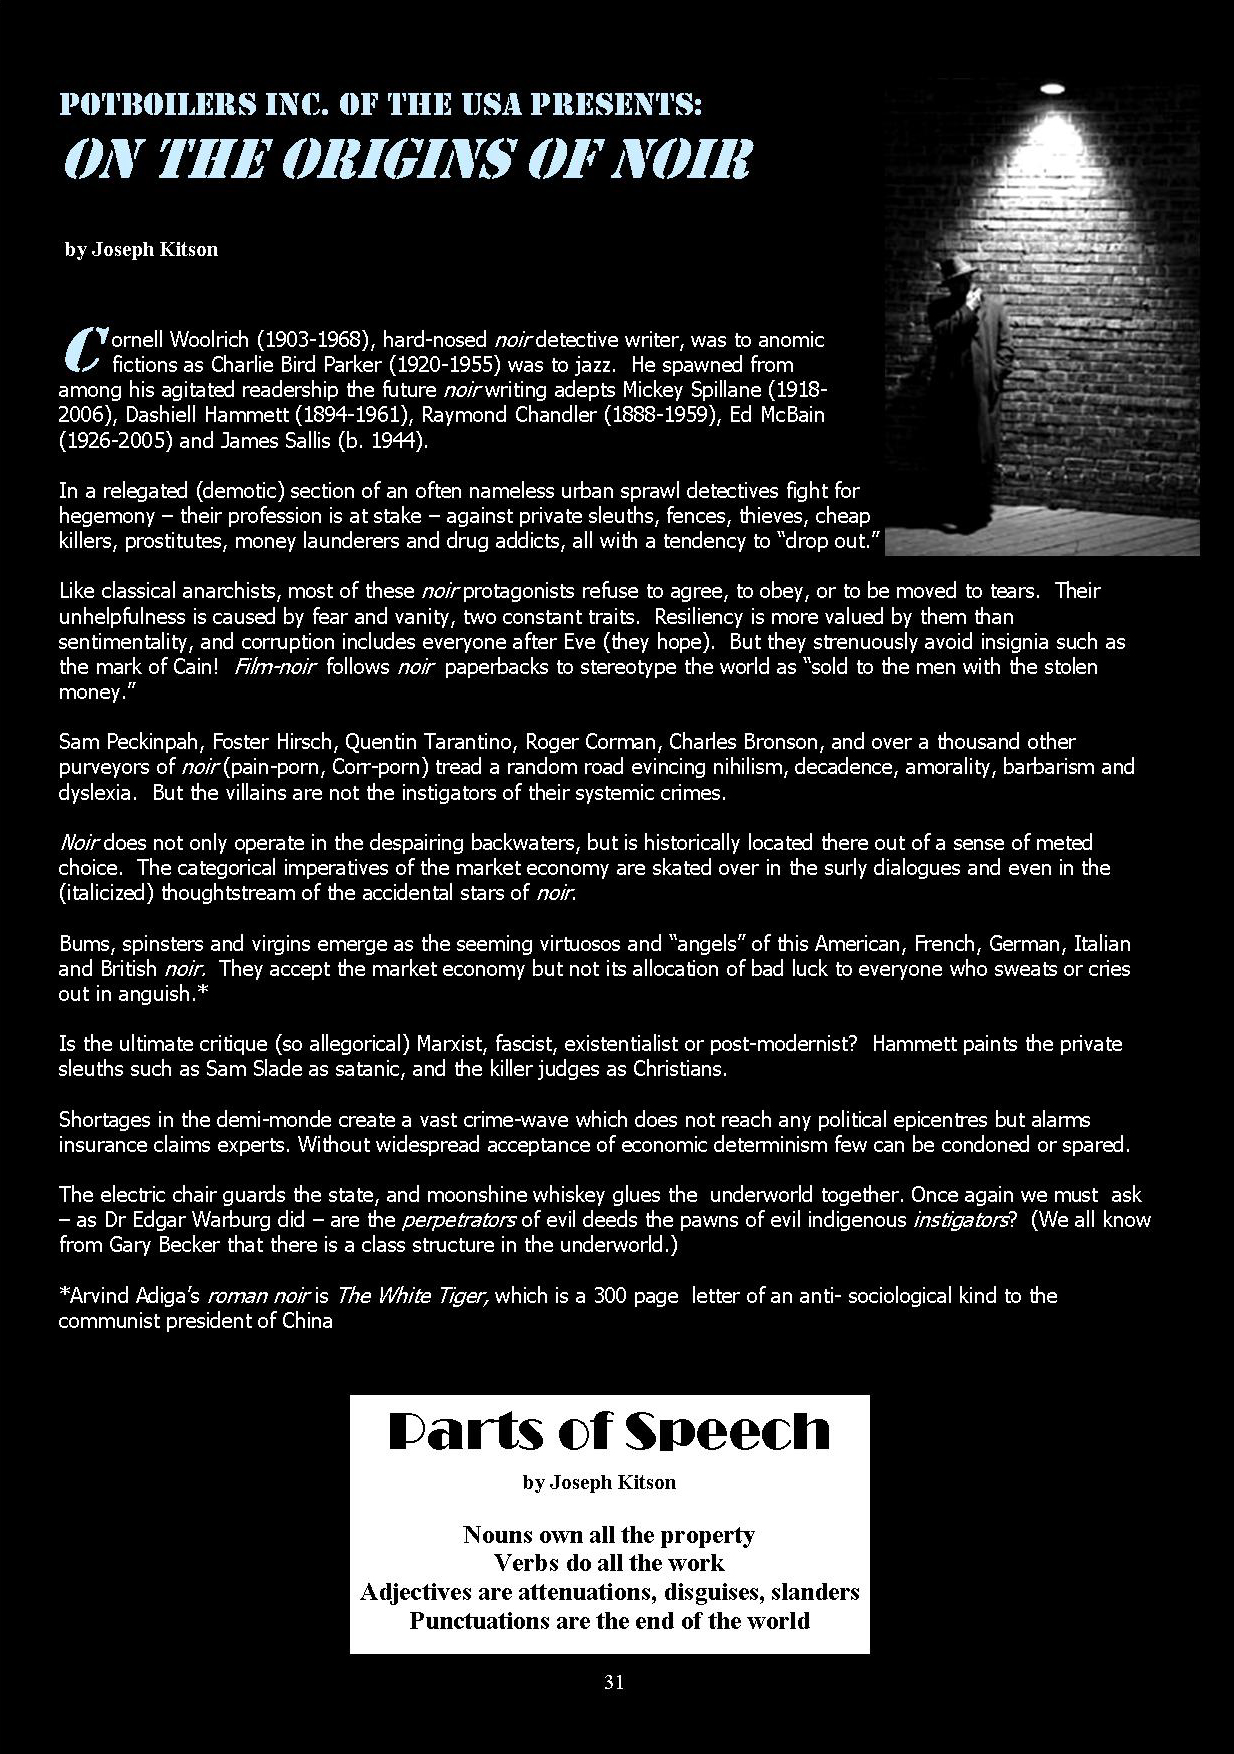 POTBOILERS INC. OF THE USA PRESENTS:
ON THE ORIGINS OF NOIR
by Joseph Kitson
Cornell Woolrich (1903-1968), hard-nosed noir detective writer, was to anomic
fictions as Charlie Bird Parker (1920-1955) was to jazz. He spawned from
among his agitated readership the future noir writing adepts Mickey Spillane (1918-
2006), Dashiell Hammett (1894-1961), Raymond Chandler (1888-1959), Ed McBain
(1926-2005) and James Sallis (b. 1944).
In a relegated (demotic) section of an often nameless urban sprawl detectives fight for
hegemony – their profession is at stake – against private sleuths, fences, thieves, cheap
killers, prostitutes, money launderers and drug addicts, all with a tendency to “drop out.”
Like classical anarchists, most of these noir protagonists refuse to agree, to obey, or to be moved to tears. Their
unhelpfulness is caused by fear and vanity, two constant traits. Resiliency is more valued by them than
sentimentality, and corruption includes everyone after Eve (they hope). But they strenuously avoid insignia such as
the mark of Cain! Film-noir follows noir paperbacks to stereotype the world as “sold to the men with the stolen
money.”
Sam Peckinpah, Foster Hirsch, Quentin Tarantino, Roger Corman, Charles Bronson, and over a thousand other
purveyors of noir (pain-porn, Corr-porn) tread a random road evincing nihilism, decadence, amorality, barbarism and
dyslexia. But the villains are not the instigators of their systemic crimes.
Noir does not only operate in the despairing backwaters, but is historically located there out of a sense of meted
choice. The categorical imperatives of the market economy are skated over in the surly dialogues and even in the
(italicized) thoughtstream of the accidental stars of noir.
Bums, spinsters and virgins emerge as the seeming virtuosos and “angels” of this American, French, German, Italian
and British noir. They accept the market economy but not its allocation of bad luck to everyone who sweats or cries
out in anguish.*
Is the ultimate critique (so allegorical) Marxist, fascist, existentialist or post-modernist? Hammett paints the private
sleuths such as Sam Slade as satanic, and the killer judges as Christians.
Shortages in the demi-monde create a vast crime-wave which does not reach any political epicentres but alarms
insurance claims experts. Without widespread acceptance of economic determinism few can be condoned or spared.
The electric chair guards the state, and moonshine whiskey glues the underworld together. Once again we must ask
– as Dr Edgar Warburg did – are the perpetrators of evil deeds the pawns of evil indigenous instigators? (We all know
from Gary Becker that there is a class structure in the underworld.)
*Arvind Adiga’s roman noir is The White Tiger, which is a 300 page letter of an anti- sociological kind to the
communist president of China
Parts of Speech
by Joseph Kitson
Nouns own all the property
Verbs do all the work
Adjectives are attenuations, disguises, slanders
Punctuations are the end of the world
31